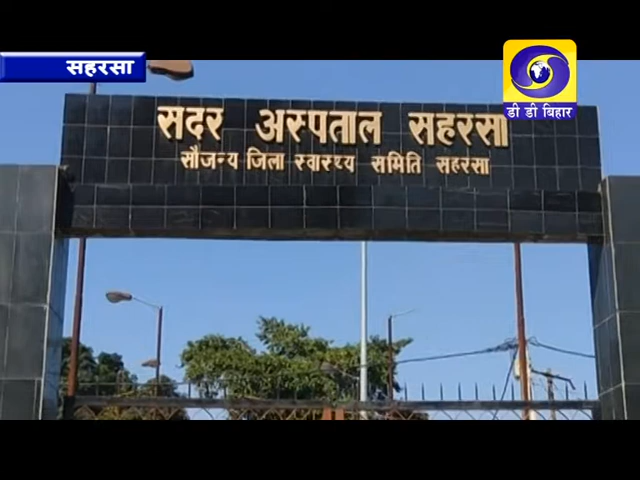 सहरसा
डी डी बिहार
सदर अस्पताल सहरसा
सौजन्य जिला स्वास्थ्य समिति सहरसा